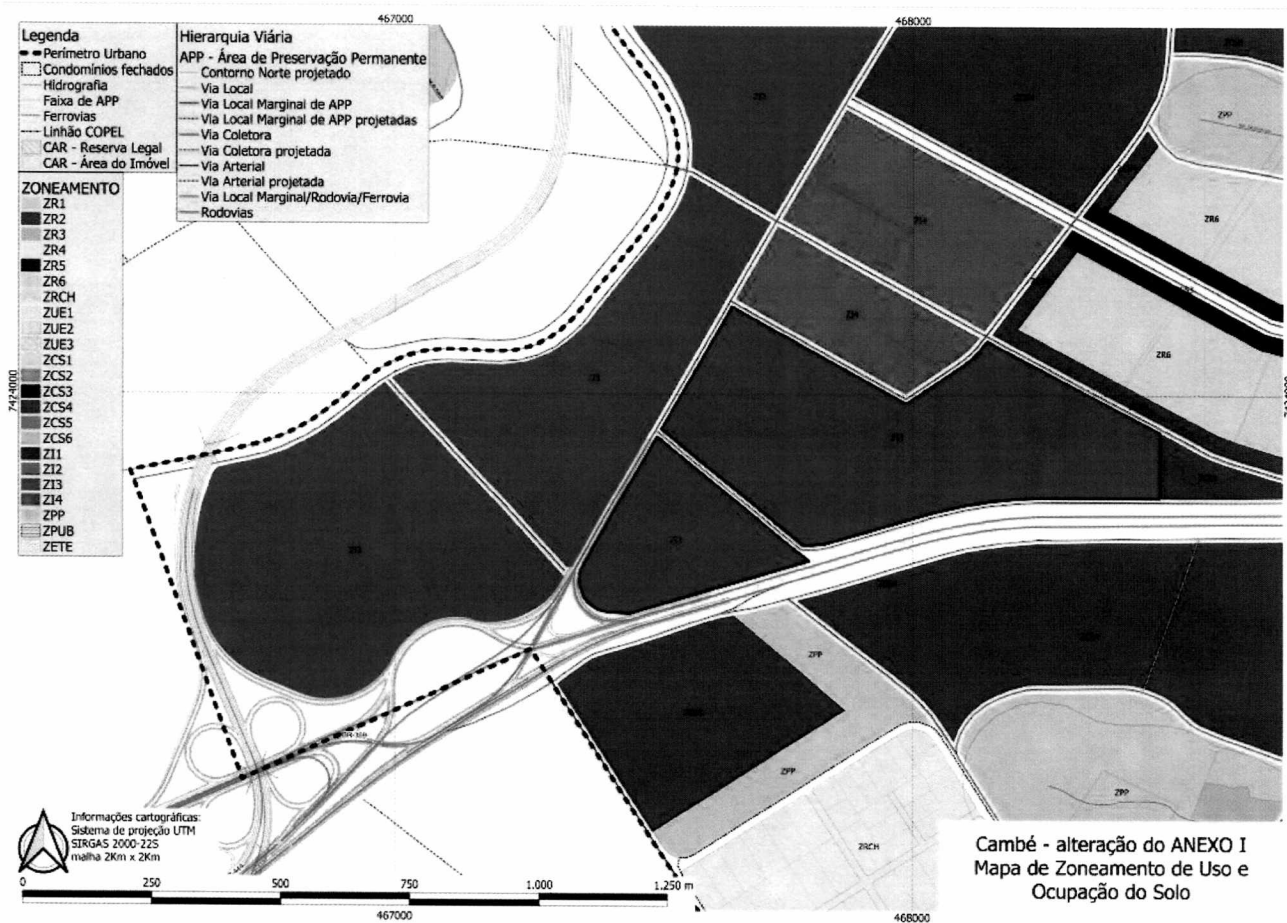 467000
468000
Legenda
Perímetro Urbano
Condomínios fechados
Hidrografia
Faixa de APP
Ferrovias
Linhão COPEL
CAR - Reserva Legal
CAR - Área do Imóvel
Hierarquia Viária
APP - Área de Preservação Permanente
Contorno Norte projetado
Via Local
Via Local Marginal de APP
Via Local Marginal de APP projetadas
Via Coletora
Via Coletora projetada
Via Arterial
Via Arterial projetada
Via Local Marginal/Rodovia/Ferrovia
Rodovias
ZONEAMENTO
ZR1
ZR2
ZR3
ZR4
ZR5
ZR6
ZRCH
ZUE1
ZUE2
ZUE3
ZCS1
ZCS2
ZCS3
ZCS4
ZCS5
ZCS6
ZI1
ZI2
ZI3
ZI4
ZPP
ZPUB
ZETE
7424000
ZPP
ZR6
ZI4
ZR6
ZPP
ZPP
ZPP
ZRCH
Informações cartográficas:
Sistema de projeção UTM
SIRGAS 2000-22S
malha 2Km x 2Km
0 250 500 750 1.000 1.250 m
467000
468000
Cambé - alteração do ANEXO I
Mapa de Zoneamento de Uso e
Ocupação do Solo